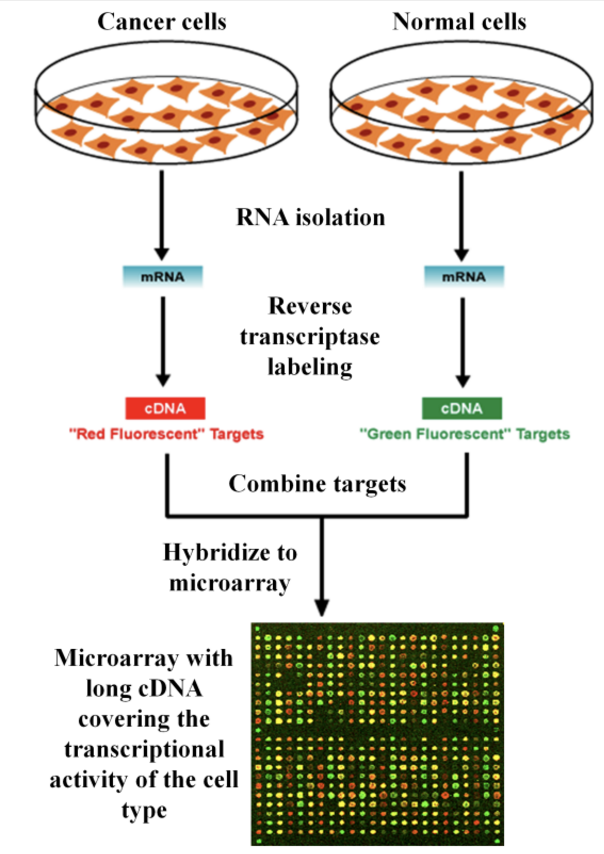 Cancer cells
Normal cells
RNA isolation
mRNA
mRNA
Reverse
transcriptase
labeling
cDNA
cDNA
"Red Fluorescent" Targets
"Green Fluorescent" Targets
Combine targets
Hybridize to
microarray
Microarray with
long cDNA
covering the
transcriptional
activity of the cell
type